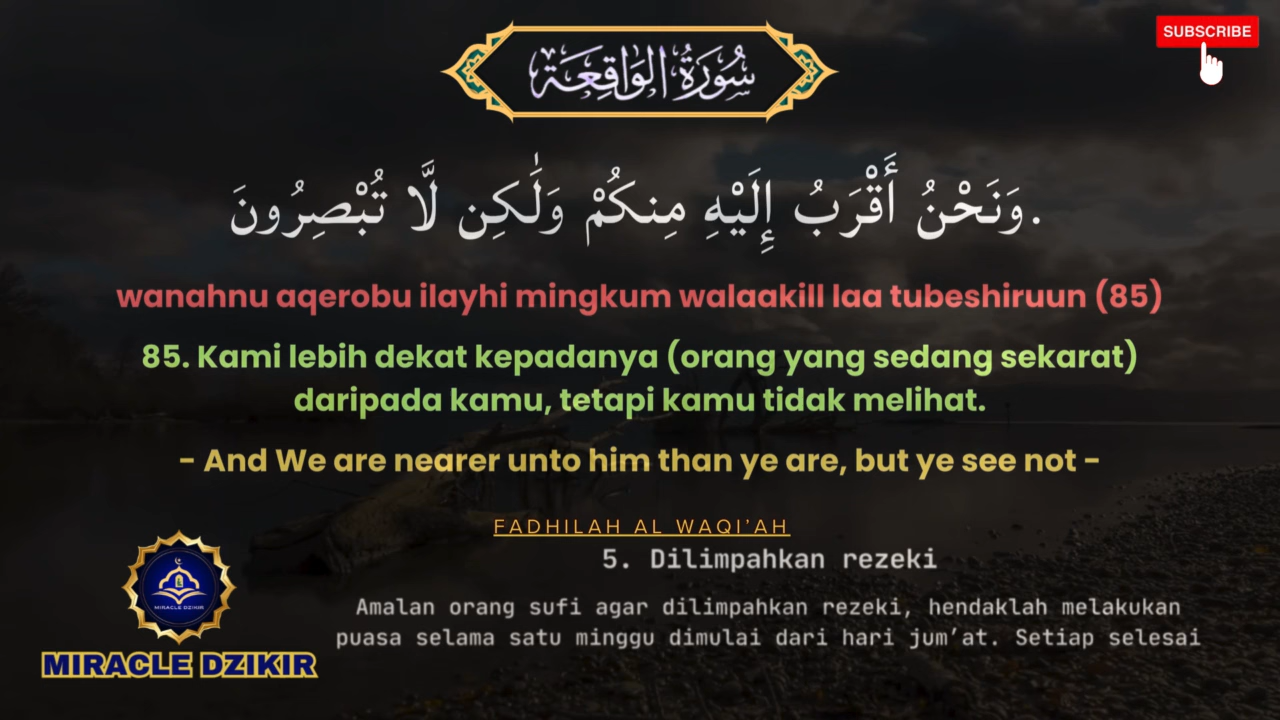 سُورَةُ الوَاقِعَة
SUBSCRIBE
وَنَحْنُ أَقْرَبُ إِلَيْهِ مِنكُمْ وَلَٰكِن لَّا تُبْصِرُونَ.
wanahnu aqerobu ilayhi mingkum walaakill laa tubeshiruun (85)
85. Kami lebih dekat kepadanya (orang yang sedang sekarat)
daripada kamu, tetapi kamu tidak melihat.
- And We are nearer unto him than ye are, but ye see not -
FADHILAH AL WAQI’AH
5. Dilimpahkan rezeki
Amalan orang sufi agar dilimpahkan rezeki, hendaklah melakukan
puasa selama satu minggu dimulai dari hari jum’at. Setiap selesai
MIRACLE DZIKIR
MIRACLE DZIKIR